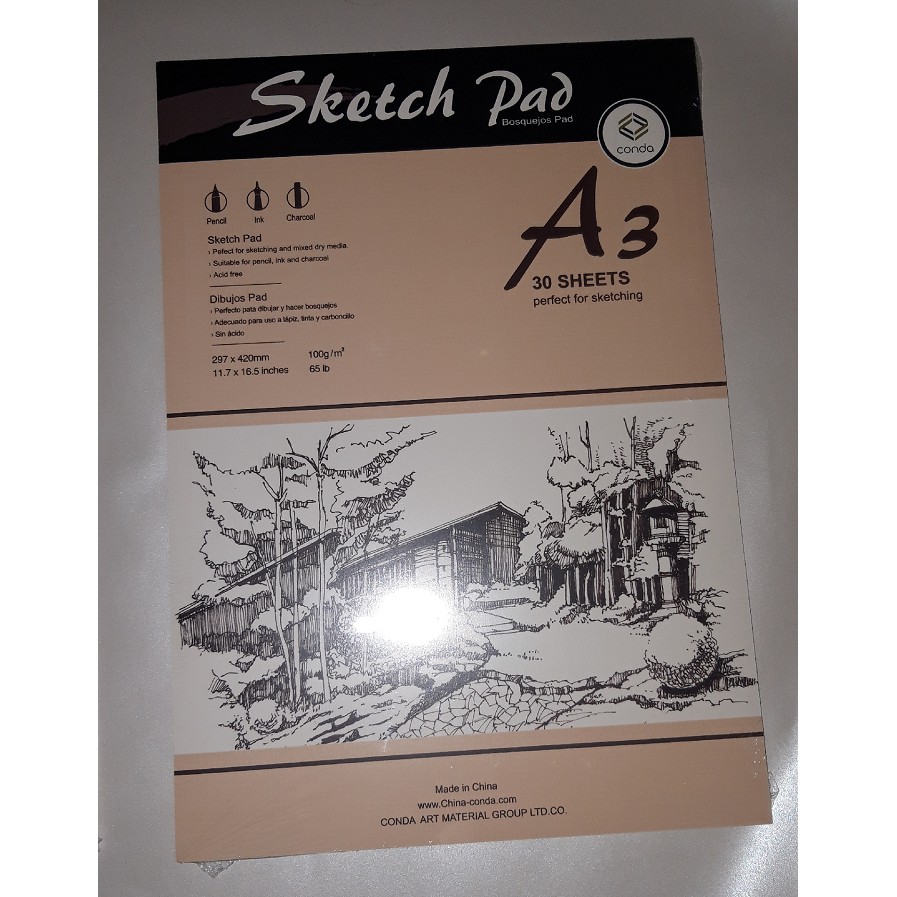 Sketch Pad
Bosquejos Pad
conda
Pencil Ink Charcoal
A3
30 SHEETS
perfect for sketching
Sketch Pad
› Pefect for sketching and mixed dry media.
› Suitable for pencil, ink and charcoal
› Acid free
Dibujos Pad
› Perfecto pata dibujar y hacer bosquejos
› Adecuado para uso a lápiz, tinta y carboncillo
› Sin ácido
297 x 420mm 100g/m²
11.7 x 16.5 inches 65 lb
Made in China
www.China-conda.com
CONDA ART MATERIAL GROUP LTD.CO.